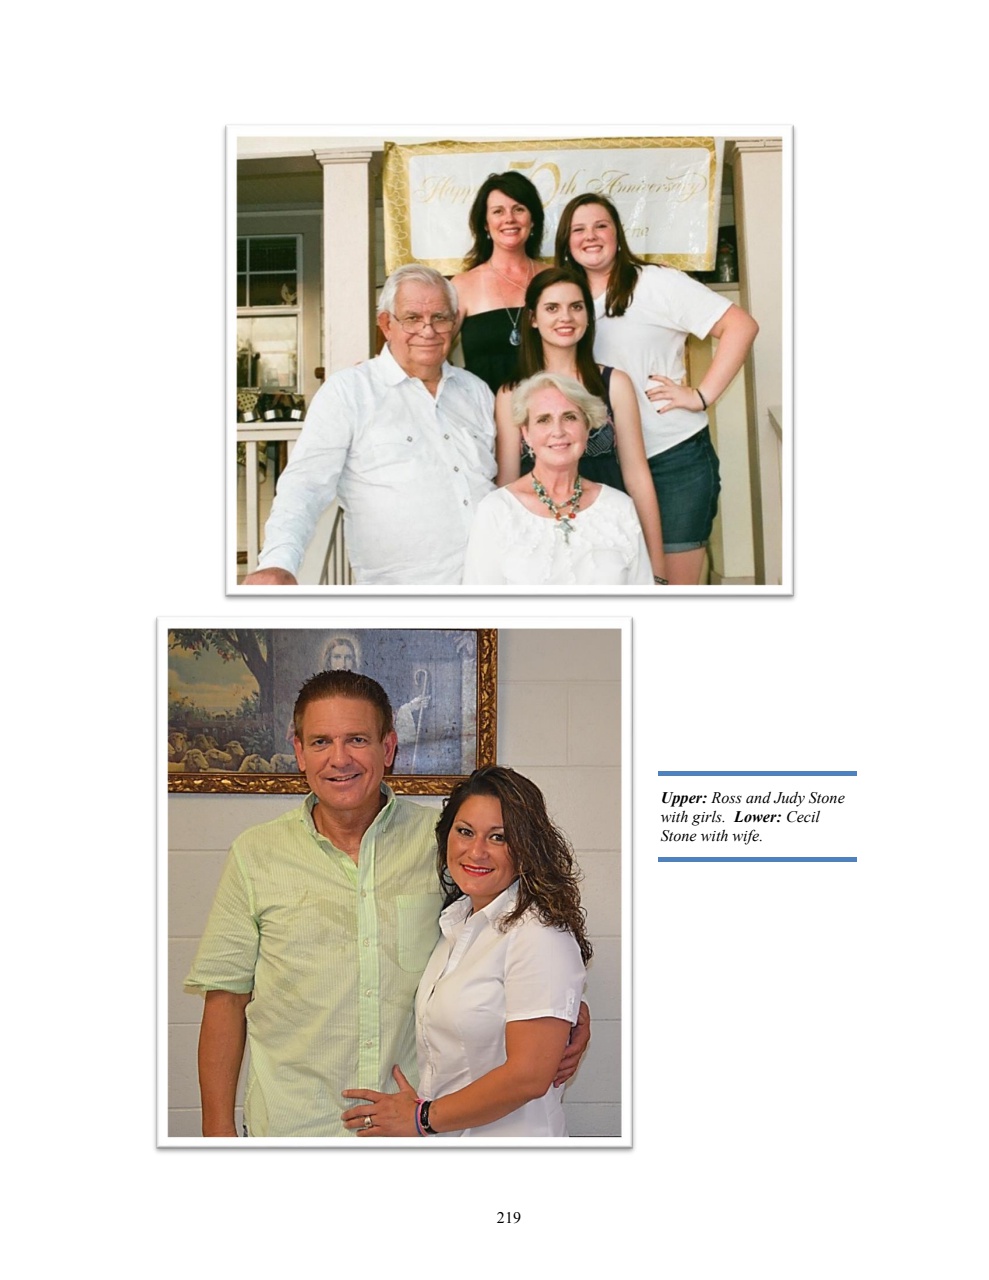 Happy 50th Anniversary
Upper: Ross and Judy Stone
with girls.  Lower: Cecil
Stone with wife.
219